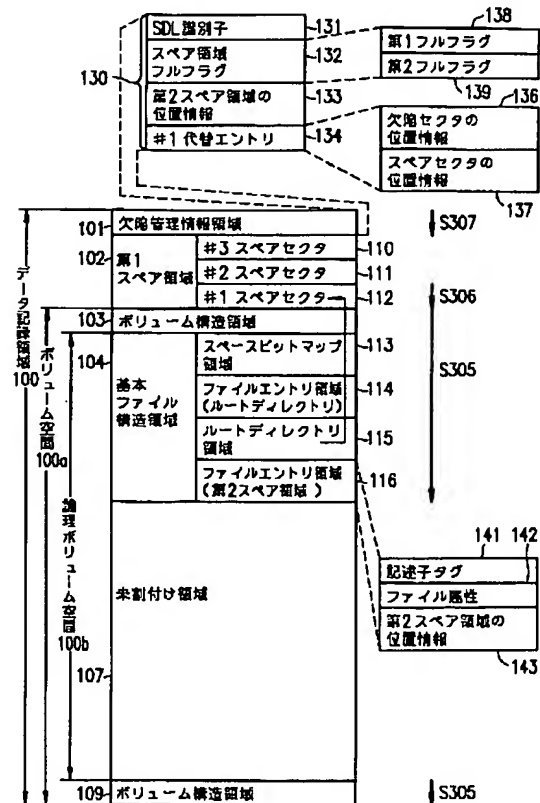 138
SDL識別子
131
第1フルフラグ
スペア領域
フルフラグ
132
第2フルフラグ
130
139
136
第2スペア領域の
位置情報
133
欠陥セクタの
位置情報
#1 代替エントリ
134
スペアセクタの
位置情報
137
101
欠陥管理情報領域
S307
102
第1
スペア領域
#3 スペアセクタ
110
#2 スペアセクタ
111
#1 スペアセクタ
112
S306
103
ボリューム構造領域
104
スペースビットマップ
領域
113
S305
基本
ファイル
構造領域
ファイルエントリ領域
(ルートディレクトリ)
114
ルートディレクトリ
領域
115
ファイルエントリ領域
(第2スペア領域)
116
データ記録領域
100
ボリューム空間
100a
論理ボリューム空間
100b
141
142
記述子タグ
ファイル属性
第2スペア領域の
位置情報
143
未割付け領域
107
109
ボリューム構造領域
S305